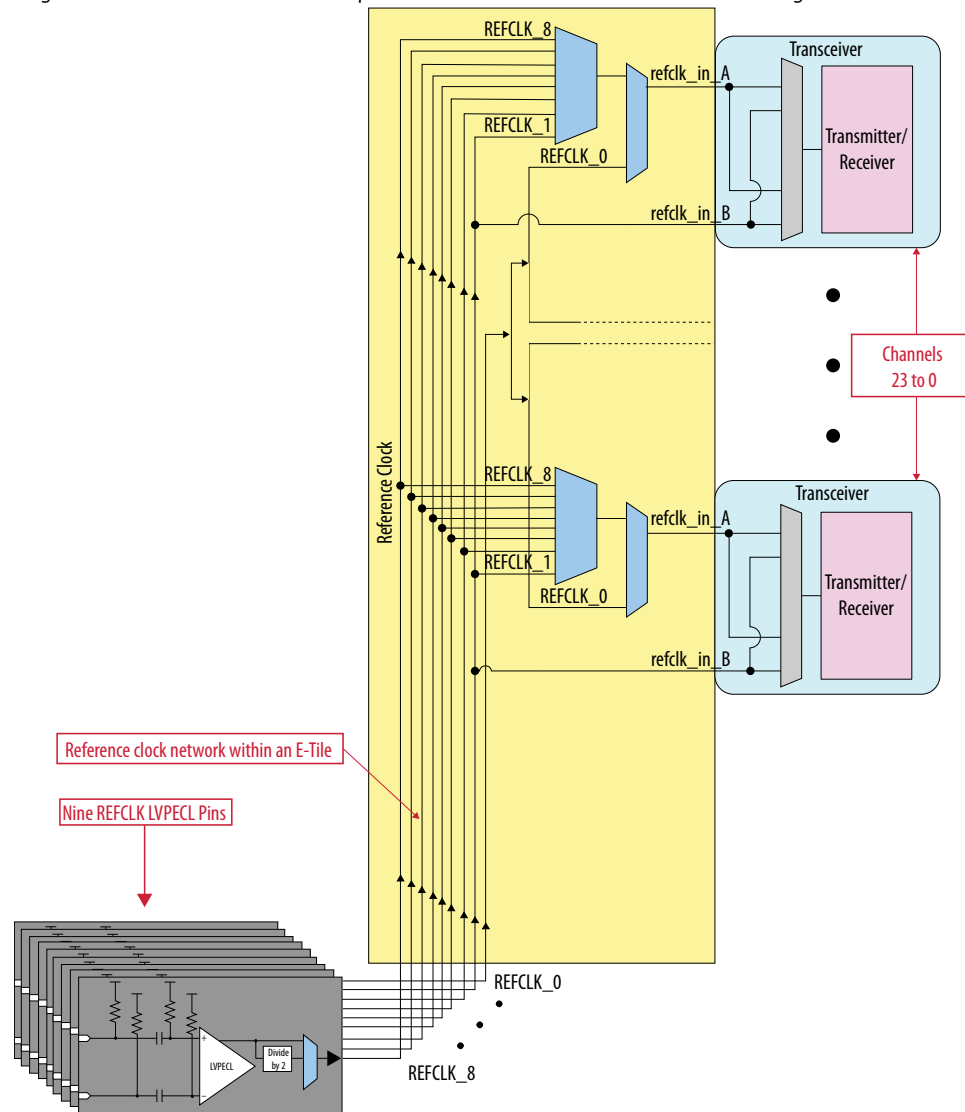 REFCLK_8
REFCLK_1
REFCLK_0
refclk_in_A
refclk_in_B
Transceiver
Transmitter/
Receiver
Channels
23 to 0
Reference Clock
REFCLK_8
REFCLK_1
REFCLK_0
refclk_in_A
refclk_in_B
Transceiver
Transmitter/
Receiver
Reference clock network within an E-Tile
Nine REFCLK LVPECL Pins
REFCLK_0
REFCLK_8
+
−
LVPECL
Divide
by 2